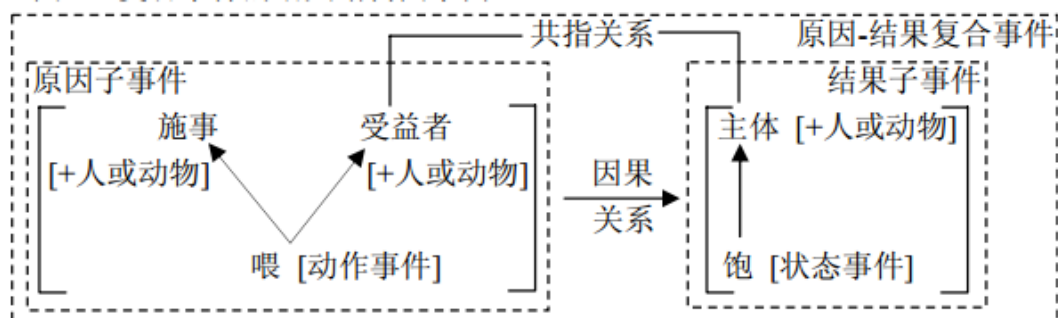 共指关系 原因-结果复合事件
原因子事件 结果子事件
施事 受益者 主体 [+人或动物]
[+人或动物] [+人或动物] 因果
关系
喂 [动作事件] 饱 [状态事件]